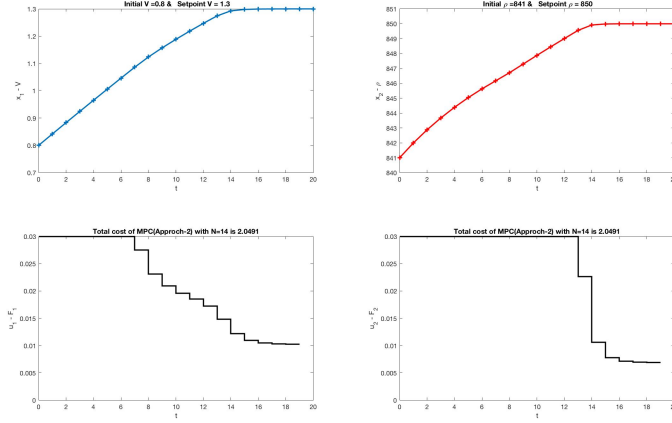 Initial V =0.8 & Setpoint V = 1.3
1.3
1.2
1.1
1
0.9
0.8
0.7
x1 - V
0 2 4 6 8 10 12 14 16 18 20
t
Initial ρ =841 & Setpoint ρ = 850
851
850
849
848
847
846
845
844
843
842
841
840
x2 - ρ
0 2 4 6 8 10 12 14 16 18 20
t
Total cost of MPC(Approch-2) with N=14 is 2.0491
0.03
0.025
0.02
0.015
0.01
0.005
0
u1 - F1
0 2 4 6 8 10 12 14 16 18 20
t
Total cost of MPC(Approch-2) with N=14 is 2.0491
0.03
0.025
0.02
0.015
0.01
0.005
0
u2 - F2
0 2 4 6 8 10 12 14 16 18 20
t